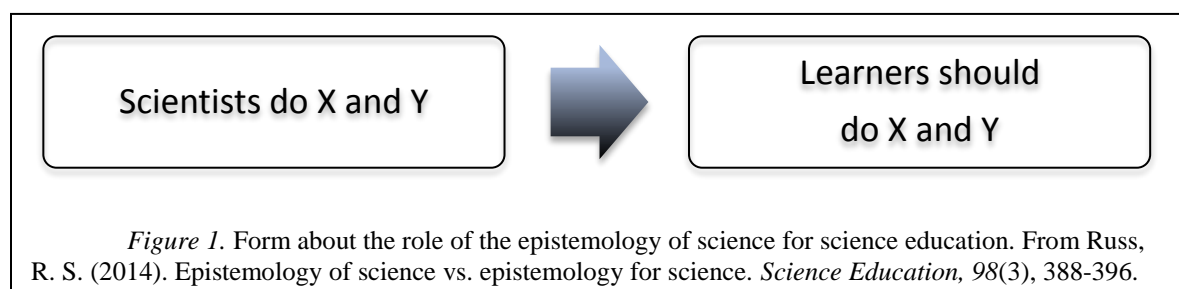 Scientists do X and Y
Learners should
do X and Y
Figure 1. Form about the role of the epistemology of science for science education. From Russ,
R. S. (2014). Epistemology of science vs. epistemology for science. Science Education, 98(3), 388-396.